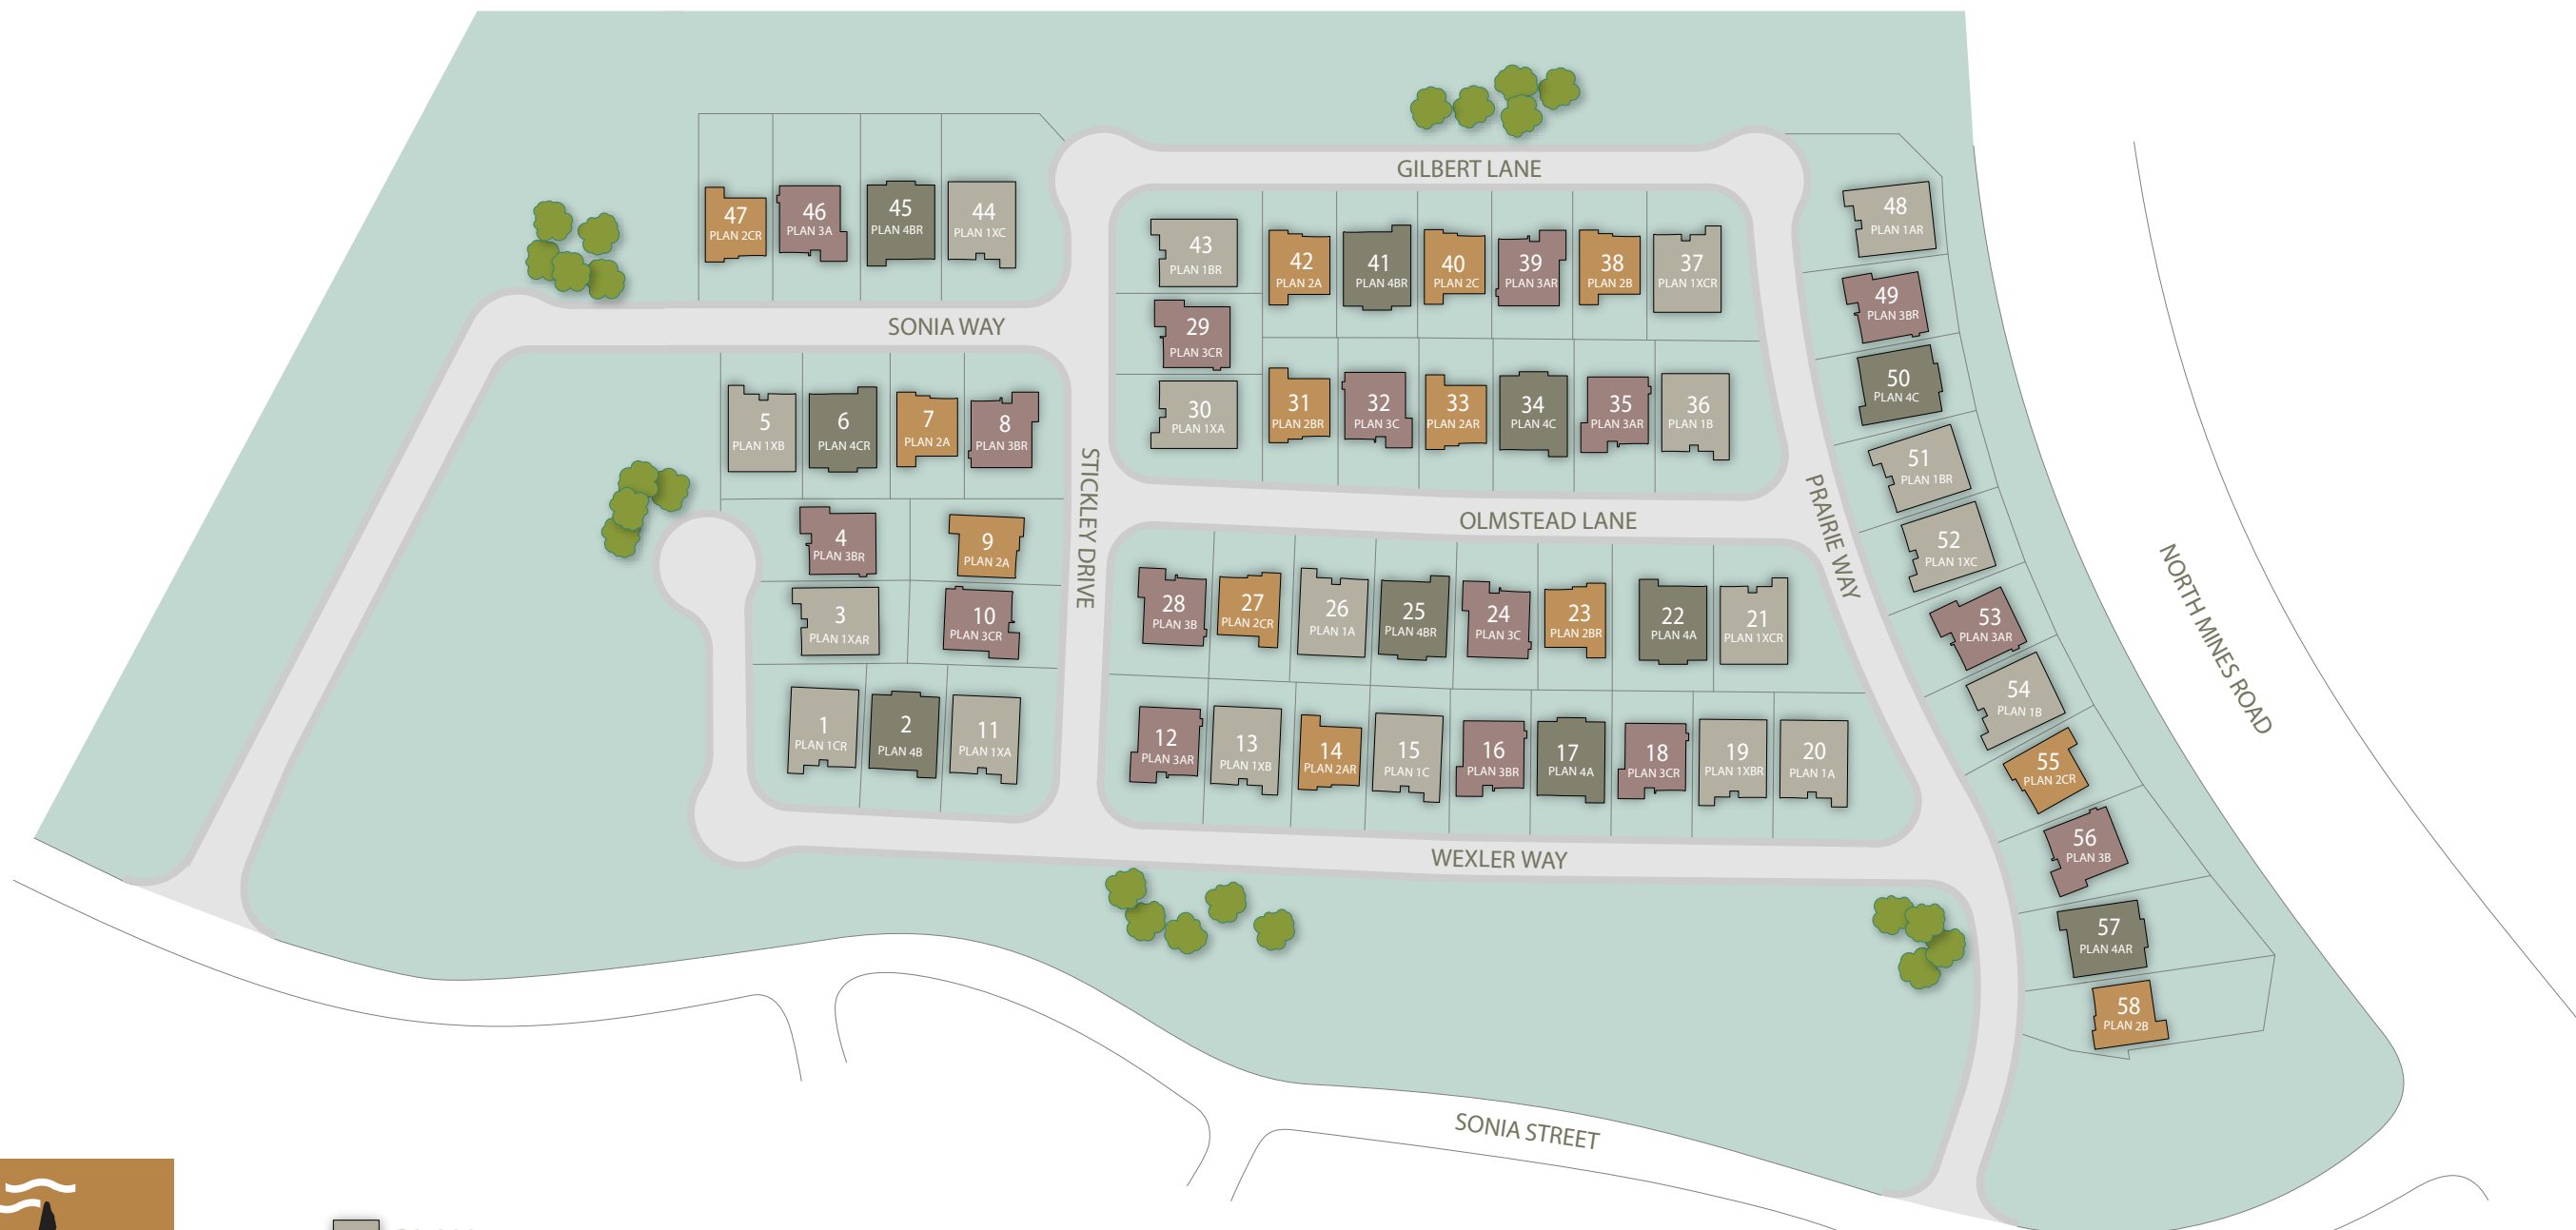 GILBERT LANE
47
PLAN 2CR
46
PLAN 3A
45
PLAN 4BR
44
PLAN 1XC
43
PLAN 1BR
42
PLAN 2A
41
PLAN 4BR
40
PLAN 2C
39
PLAN 3AR
38
PLAN 2B
37
PLAN 1XCR
48
PLAN 1AR
49
PLAN 3BR
SONIA WAY
29
PLAN 3CR
50
PLAN 4C
5
PLAN 1XB
6
PLAN 4CR
7
PLAN 2A
8
PLAN 3BR
30
PLAN 1XA
31
PLAN 2BR
32
PLAN 3C
33
PLAN 2AR
34
PLAN 4C
35
PLAN 3AR
36
PLAN 1B
51
PLAN 1BR
STICKLEY DRIVE
OLMSTEAD LANE
PRAIRIE WAY
52
PLAN 1XC
4
PLAN 3BR
9
PLAN 2A
3
PLAN 1XAR
10
PLAN 3CR
28
PLAN 3B
27
PLAN 2CR
26
PLAN 1A
25
PLAN 4BR
24
PLAN 3C
23
PLAN 2BR
22
PLAN 4A
21
PLAN 1XCR
53
PLAN 3AR
NORTH MINES ROAD
54
PLAN 1B
1
PLAN 1CR
2
PLAN 4B
11
PLAN 1XA
12
PLAN 3AR
13
PLAN 1XB
14
PLAN 2AR
15
PLAN 1C
16
PLAN 3BR
17
PLAN 4A
18
PLAN 3CR
19
PLAN 1XBR
20
PLAN 1A
55
PLAN 2CR
56
PLAN 3B
WEXLER WAY
57
PLAN 4AR
58
PLAN 2B
SONIA STREET